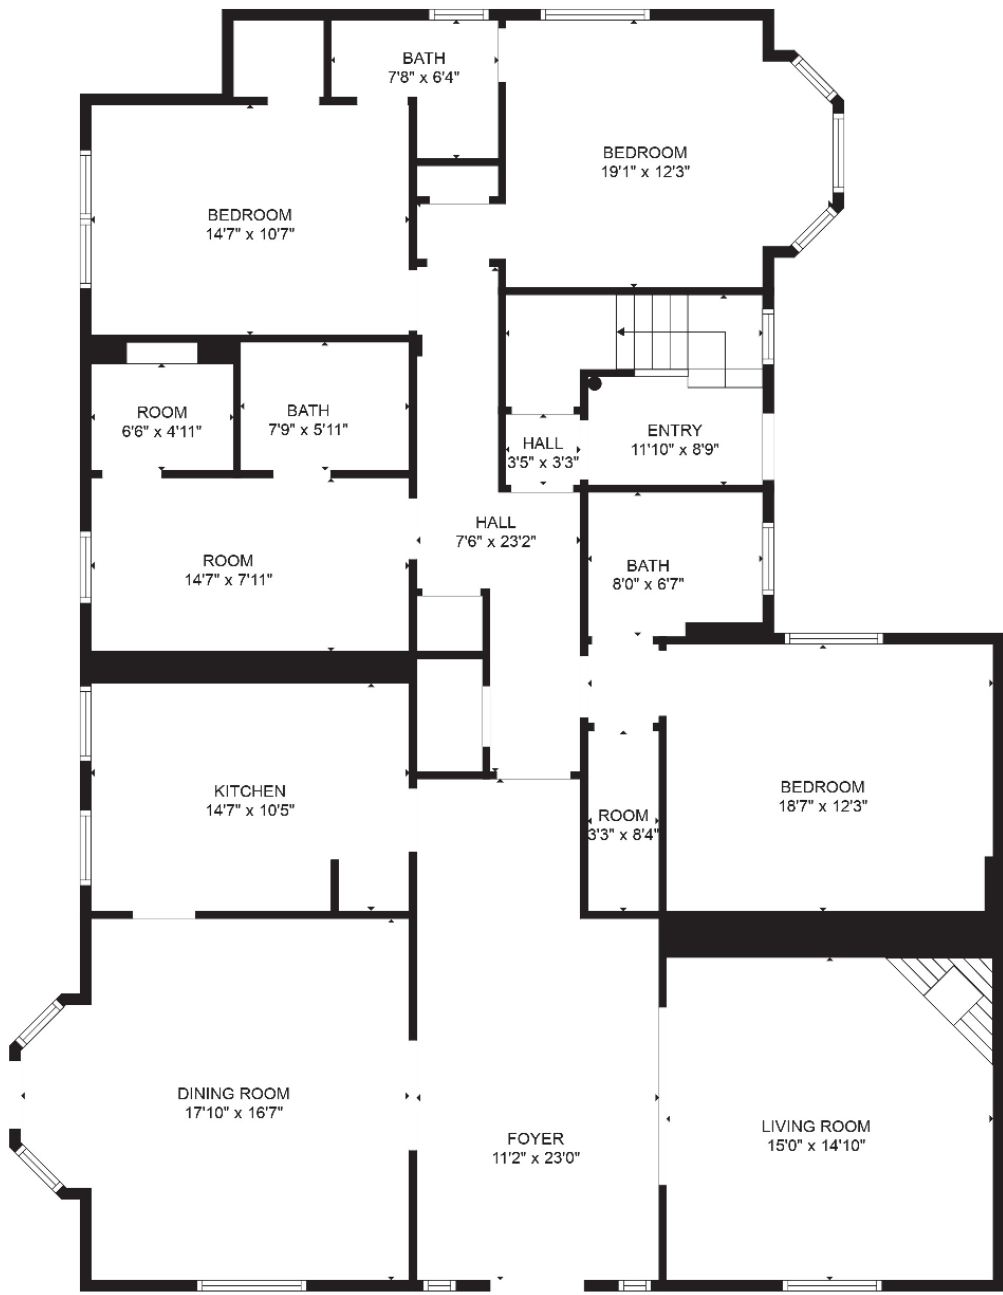 BATH
7'8" x 6'4"
BEDROOM
19'1" x 12'3"
BEDROOM
14'7" x 10'7"
ROOM
6'6" x 4'11"
BATH
7'9" x 5'11"
HALL
3'5" x 3'3"
ENTRY
11'10" x 8'9"
HALL
7'6" x 23'2"
ROOM
14'7" x 7'11"
BATH
8'0" x 6'7"
KITCHEN
14'7" x 10'5"
BEDROOM
18'7" x 12'3"
ROOM
3'3" x 8'4"
DINING ROOM
17'10" x 16'7"
FOYER
11'2" x 23'0"
LIVING ROOM
15'0" x 14'10"